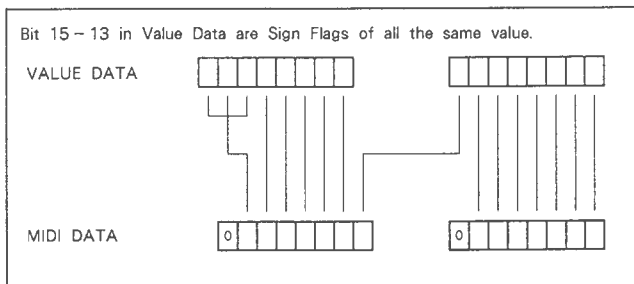 Bit 15-13 in Value Data are Sign Flags of all the same value.
VALUE DATA
MIDI DATA
0
0